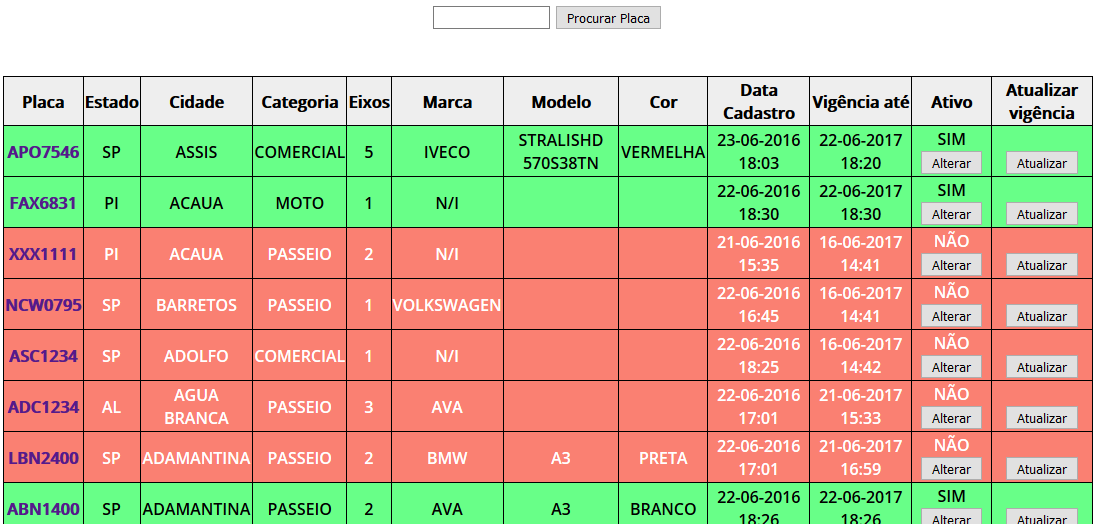 Procurar Placa
Placa Estado Cidade Categoria Eixos Marca Modelo Cor Data Cadastro Vigência até Ativo Atualizar vigência
APO7546 SP ASSIS COMERCIAL 5 IVECO STRALISHD 570S38TN VERMELHA 23-06-2016 18:03 22-06-2017 18:20 SIM Alterar Atualizar
FAX6831 PI ACAUA MOTO 1 N/I 22-06-2016 18:30 22-06-2017 18:30 SIM Alterar Atualizar
XXX1111 PI ACAUA PASSEIO 2 N/I 21-06-2016 15:35 16-06-2017 14:41 NÃO Alterar Atualizar
NCW0795 SP BARRETOS PASSEIO 1 VOLKSWAGEN 22-06-2016 16:45 16-06-2017 14:41 NÃO Alterar Atualizar
ASC1234 SP ADOLFO COMERCIAL 1 N/I 22-06-2016 18:25 16-06-2017 14:42 NÃO Alterar Atualizar
ADC1234 AL AGUA BRANCA PASSEIO 3 AVA 22-06-2016 17:01 21-06-2017 15:33 NÃO Alterar Atualizar
LBN2400 SP ADAMANTINA PASSEIO 2 BMW A3 PRETA 22-06-2016 17:01 21-06-2017 16:59 NÃO Alterar Atualizar
ABN1400 SP ADAMANTINA PASSEIO 2 AVA A3 BRANCO 22-06-2016 18:26 22-06-2017 18:26 SIM Alterar Atualizar